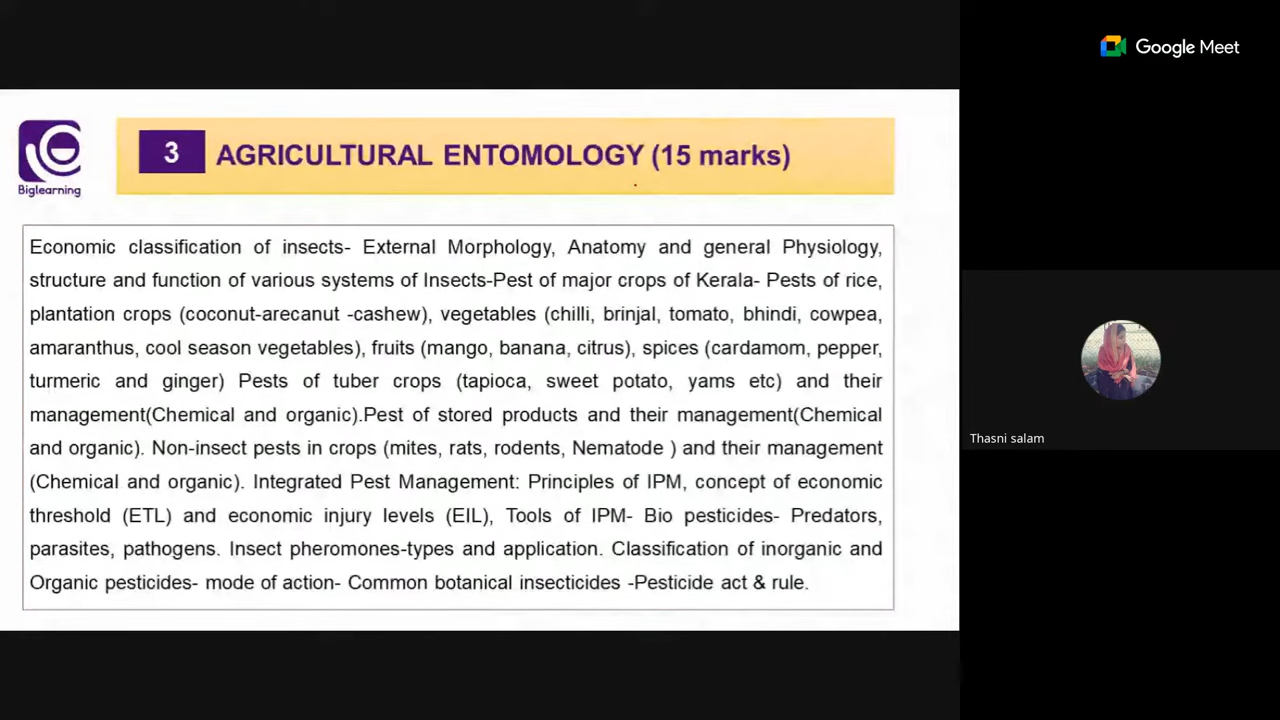 Google Meet
3
AGRICULTURAL ENTOMOLOGY (15 marks)
Biglearning
Economic classification of insects- External Morphology, Anatomy and general Physiology,
structure and function of various systems of Insects-Pest of major crops of Kerala- Pests of rice,
plantation crops (coconut-arecanut -cashew), vegetables (chilli, brinjal, tomato, bhindi, cowpea,
amaranthus, cool season vegetables), fruits (mango, banana, citrus), spices (cardamom, pepper,
turmeric and ginger) Pests of tuber crops (tapioca, sweet potato, yams etc) and their
management(Chemical and organic).Pest of stored products and their management(Chemical
and organic). Non-insect pests in crops (mites, rats, rodents, Nematode ) and their management
(Chemical and organic). Integrated Pest Management: Principles of IPM, concept of economic
threshold (ETL) and economic injury levels (EIL), Tools of IPM- Bio pesticides- Predators,
parasites, pathogens. Insect pheromones-types and application. Classification of inorganic and
Organic pesticides- mode of action- Common botanical insecticides -Pesticide act & rule.
Thasni salam